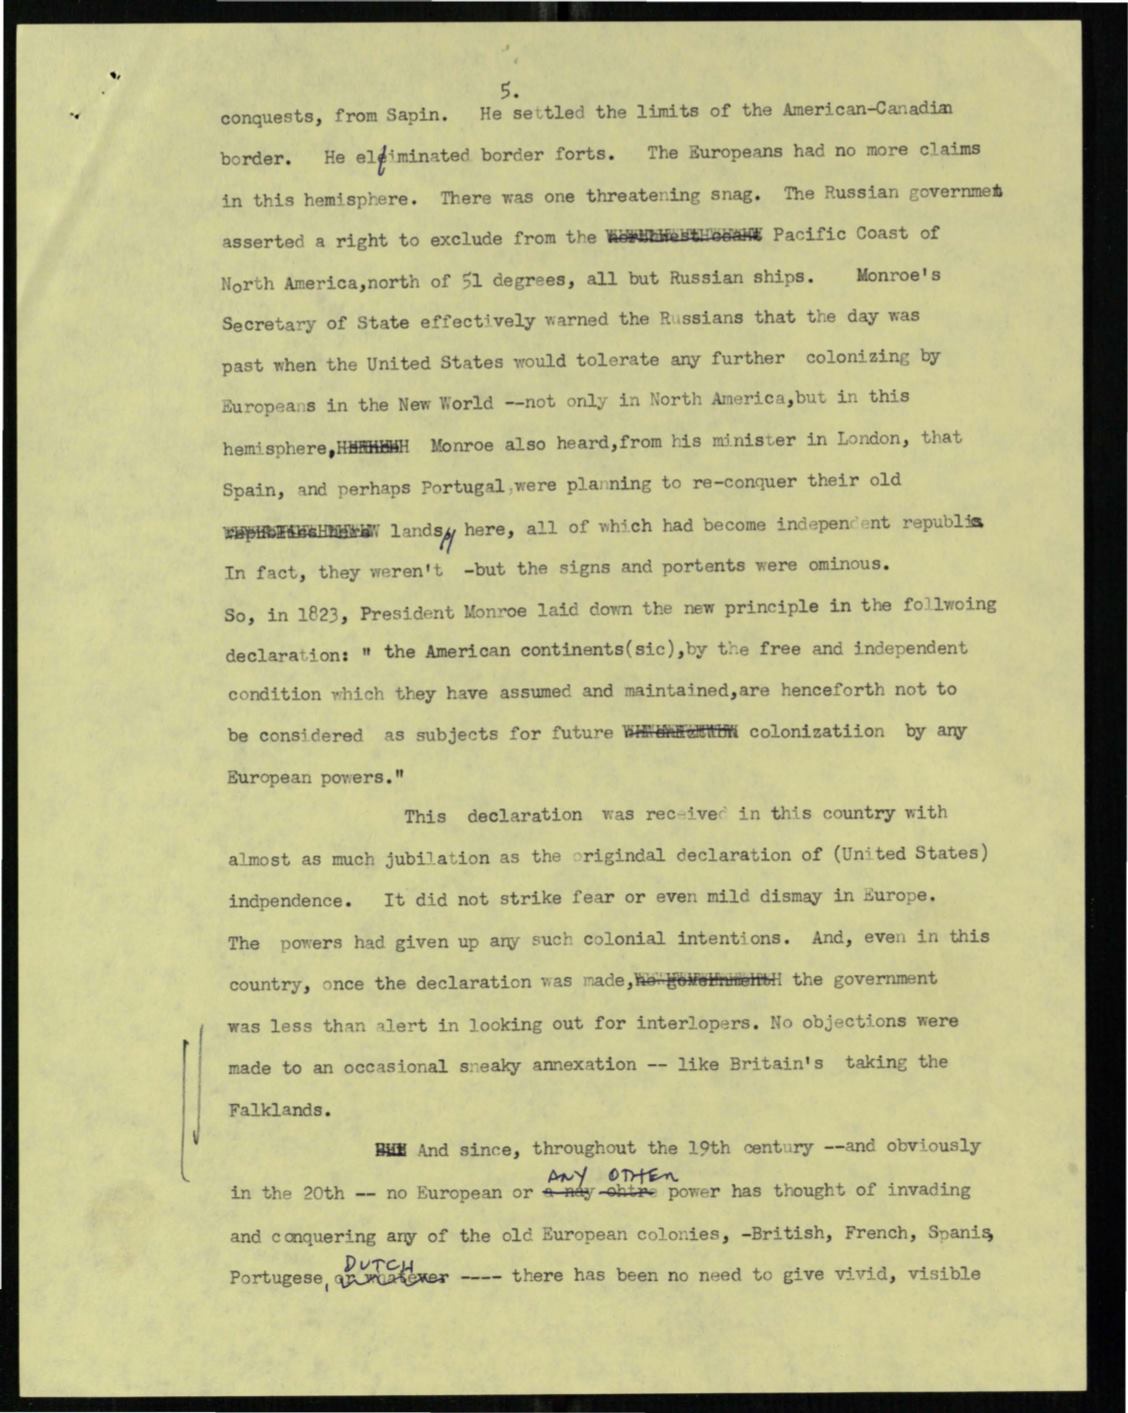 5.
conquests, from Sapin. He settled the limits of the American-Canadian
border. He eliminated border forts. The Europeans had no more claims
in this hemisphere. There was one threatening snag. The Russian governmet
asserted a right to exclude from the Pacific Coast of
North America,north of 51 degrees, all but Russian ships. Monroe's
Secretary of State effectively warned the Russians that the day was
past when the United States would tolerate any further colonizing by
Europeans in the New World --not only in North America,but in this
hemisphere, Monroe also heard,from his minister in London, that
Spain, and perhaps Portugal,were planning to re-conquer their old
lands, here, all of which had become independent republis
In fact, they weren't -but the signs and portents were ominous.
So, in 1823, President Monroe laid down the new principle in the follwoing
declaration: " the American continents(sic),by the free and independent
condition which they have assumed and maintained,are henceforth not to
be considered as subjects for future colonizatiion by any
European powers."
This declaration was received in this country with
almost as much jubilation as the origindal declaration of (United States)
indpendence. It did not strike fear or even mild dismay in Europe.
The powers had given up any such colonial intentions. And, even in this
country, once the declaration was made, no government the government
was less than alert in looking out for interlopers. No objections were
made to an occasional sneaky annexation -- like Britain's taking the
Falklands.
But And since, throughout the 19th century --and obviously
ANY OTHER
in the 20th -- no European or a nay ohtre power has thought of invading
and conquering any of the old European colonies, -British, French, Spanis,
DUTCH
Portugese, or whatever ---- there has been no need to give vivid, visible